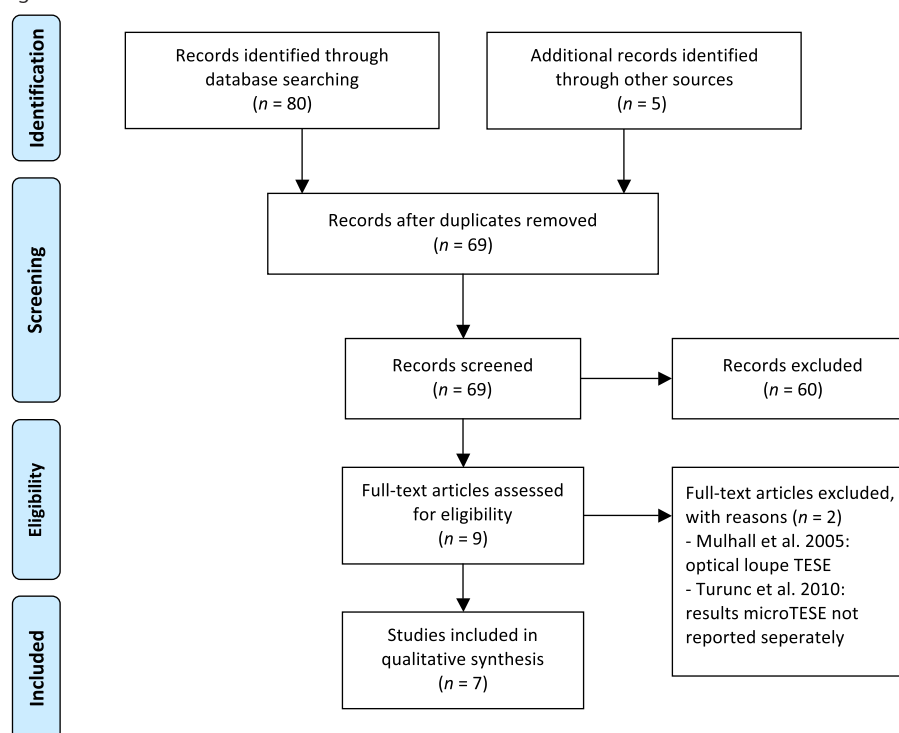 Identification
Records identified through
database searching
(n = 80)
Additional records identified
through other sources
(n = 5)
Screening
Records after duplicates removed
(n = 69)
Records screened
(n = 69)
Records excluded
(n = 60)
Eligibility
Full-text articles assessed
for eligibility
(n = 9)
Full-text articles excluded,
with reasons (n = 2)
- Mulhall et al. 2005:
optical loupe TESE
- Turunc et al. 2010:
results microTESE not
reported seperately
Included
Studies included in
qualitative synthesis
(n = 7)